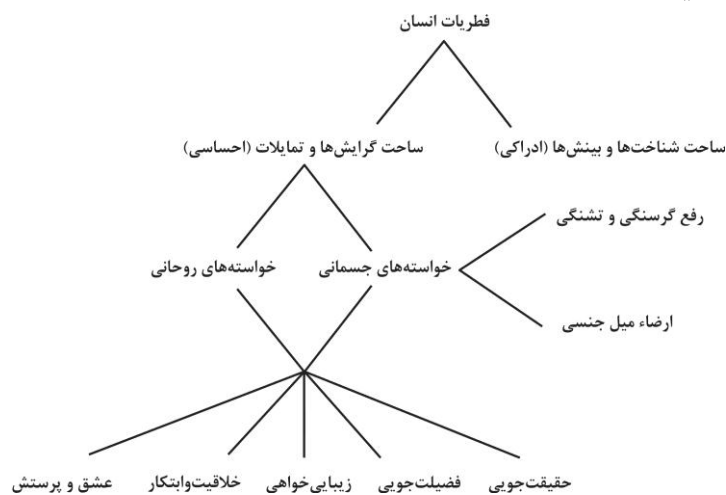 فطریات انسان
ساحت شناخت‌ها و بینش‌ها (ادراکی)
ساحت گرایش‌ها و تمایلات (احساسی)
رفع گرسنگی و تشنگی
خواسته‌های جسمانی
خواسته‌های روحانی
ارضاء میل جنسی
حقیقت‌جویی
فضیلت‌جویی
زیبایی‌خواهی
خلاقیت‌وابتکار
عشق و پرستش